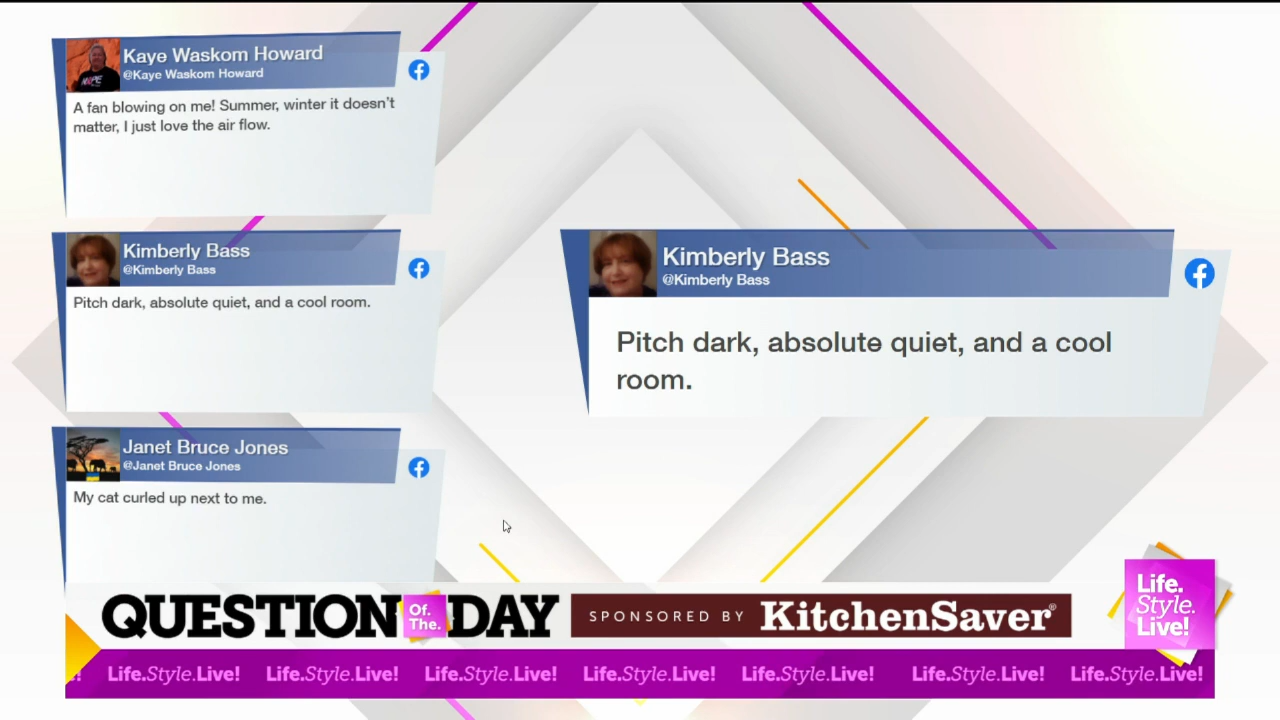 Kaye Waskom Howard
@Kaye Waskom Howard
A fan blowing on me! Summer, winter it doesn't
matter, I just love the air flow.
Kimberly Bass
@Kimberly Bass
Pitch dark, absolute quiet, and a cool room.
Janet Bruce Jones
@Janet Bruce Jones
My cat curled up next to me.
Kimberly Bass
@Kimberly Bass
Pitch dark, absolute quiet, and a cool
room.
QUESTION Of. The. DAY
SPONSORED BY KitchenSaver®
Life.
Style.
Live!
! Life.Style.Live! Life.Style.Live! Life.Style.Live! Life.Style.Live! Life.Style.Live! Life.Style.Live! Life.Style.Live!